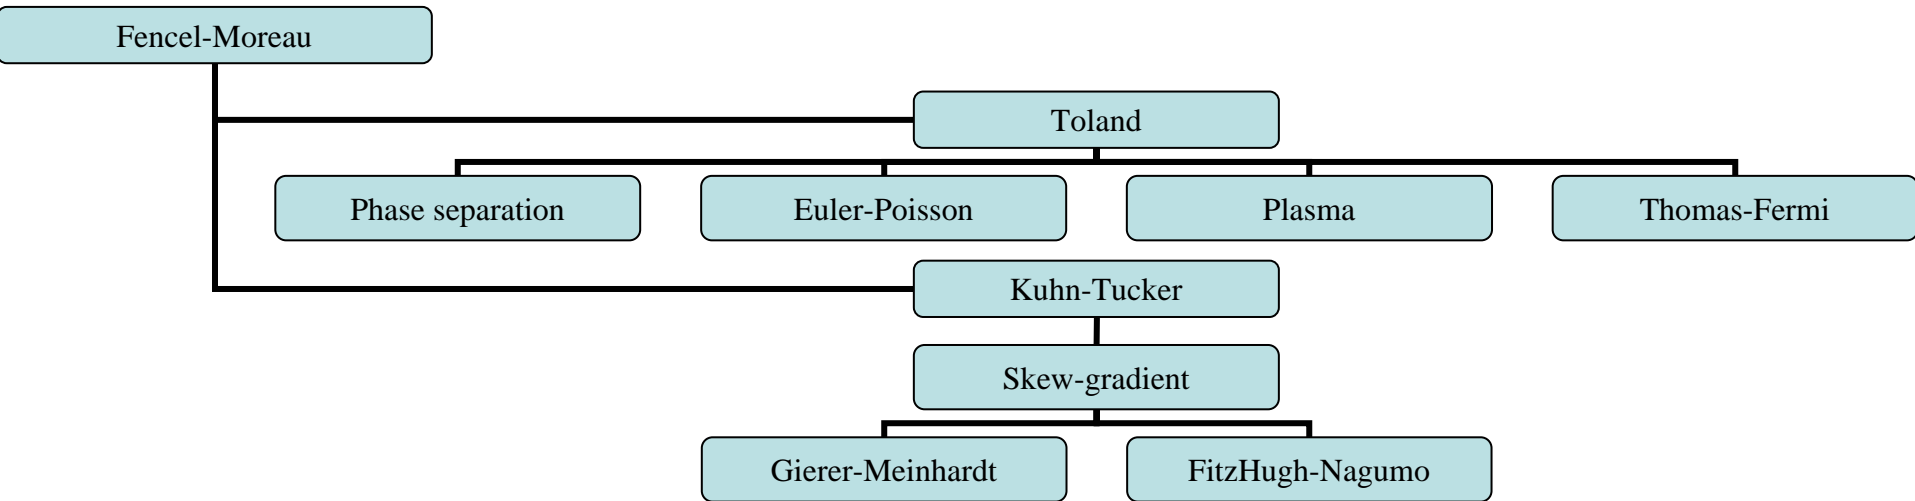 Fencel-Moreau
Toland
Phase separation
Euler-Poisson
Plasma
Thomas-Fermi
Kuhn-Tucker
Skew-gradient
Gierer-Meinhardt
FitzHugh-Nagumo